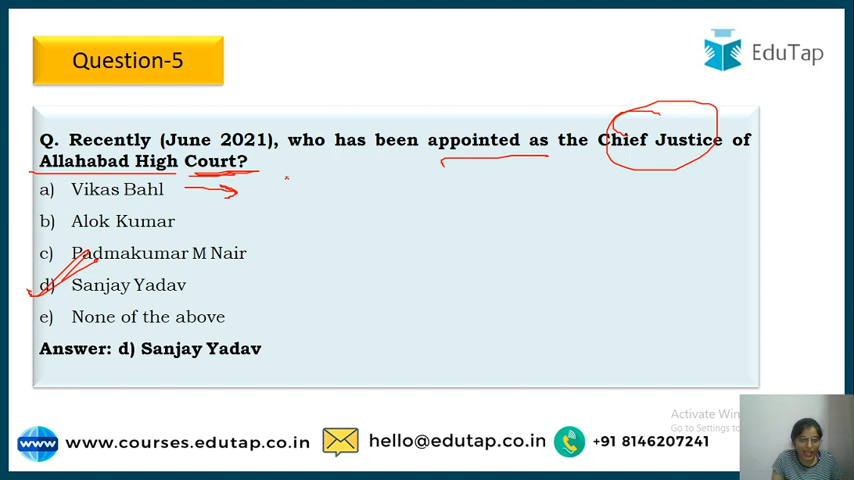 Question-5
EduTap
Q. Recently (June 2021), who has been appointed as the Chief Justice of
Allahabad High Court?
a) Vikas Bahl
b) Alok Kumar
c) Padmakumar M Nair
d) Sanjay Yadav
e) None of the above
Answer: d) Sanjay Yadav
Activate Win
Go to Settings to
www
www.courses.edutap.co.in
hello@edutap.co.in
+91 8146207241